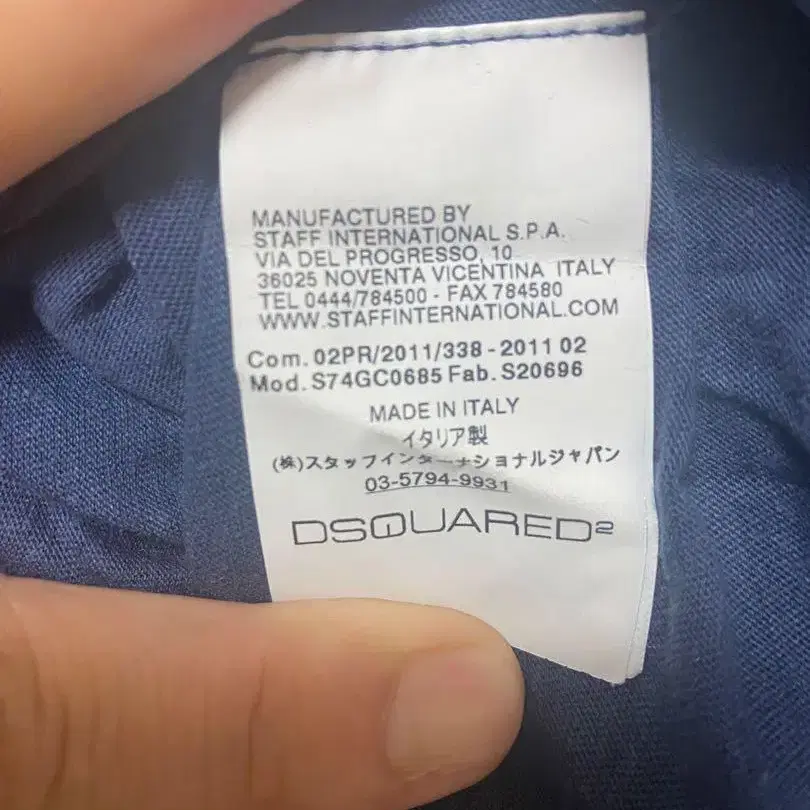 MANUFACTURED BY
STAFF INTERNATIONAL S.P.A.
VIA DEL PROGRESSO, 10
36025 NOVENTA VICENTINA ITALY
TEL 0444/784500 - FAX 784580
WWW.STAFFINTERNATIONAL.COM
Com. 02PR/2011/338 - 2011 02
Mod. S74GC0685 Fab. S20696
MADE IN ITALY
イタリア製
(株)スタッフインターナショナルジャパン
03-5794-9931
DSQUARED2